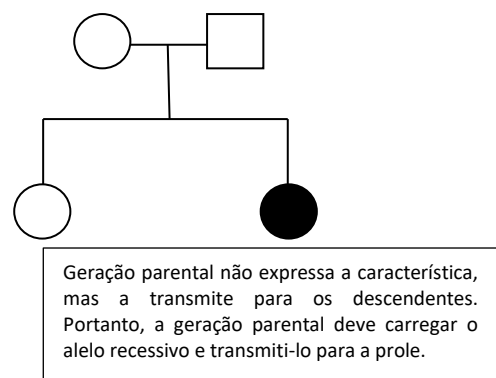 Geração parental não expressa a característica,
mas a transmite para os descendentes.
Portanto, a geração parental deve carregar o
alelo recessivo e transmiti-lo para a prole.